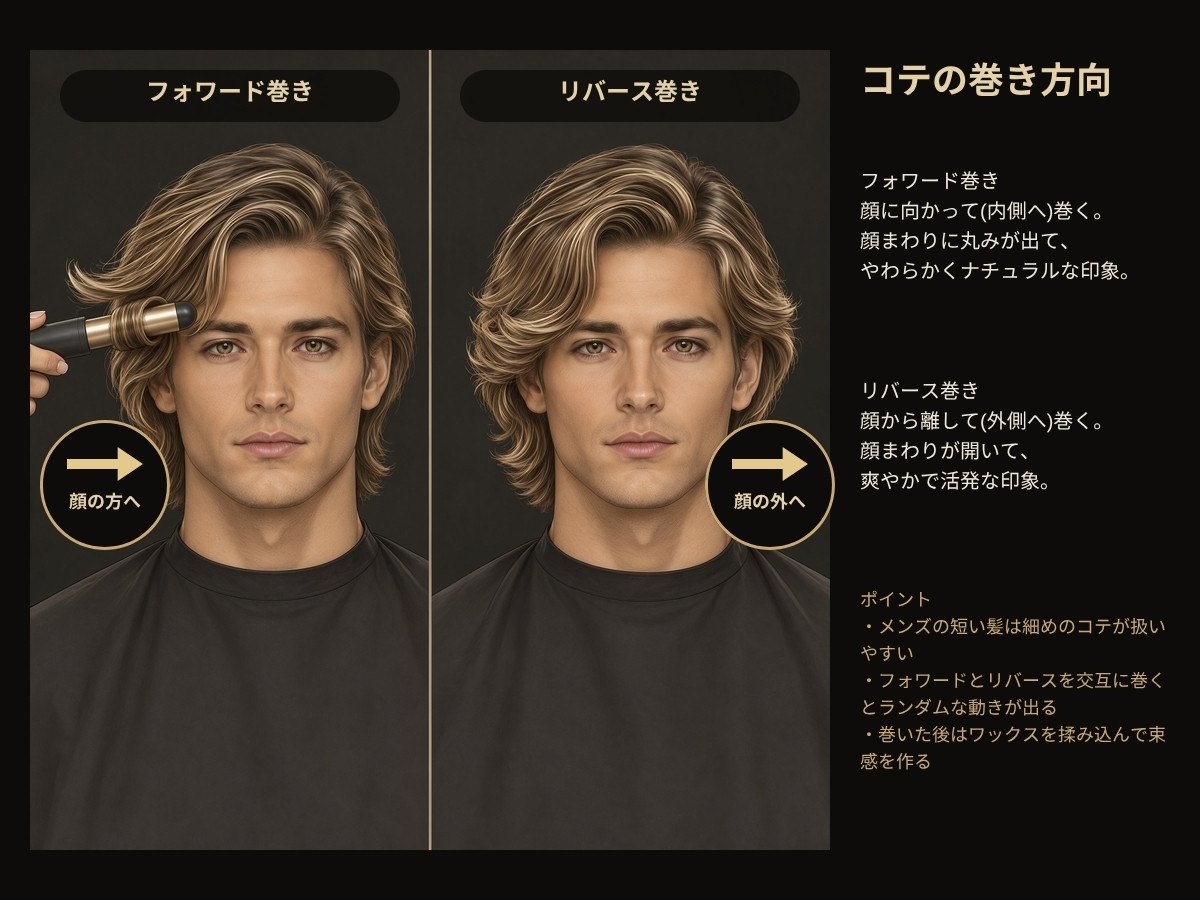 フォワード巻き
リバース巻き
顔の方へ
顔の外へ
コテの巻き方向
フォワード巻き
顔に向かって(内側へ)巻く。
顔まわりに丸みが出て、
やわらかくナチュラルな印象。
リバース巻き
顔から離して(外側へ)巻く。
顔まわりが開いて、
爽やかで活発な印象。
ポイント
・メンズの短い髪は細めのコテが扱い
やすい
・フォワードとリバースを交互に巻く
とランダムな動きが出る
・巻いた後はワックスを揉み込んで束
感を作る